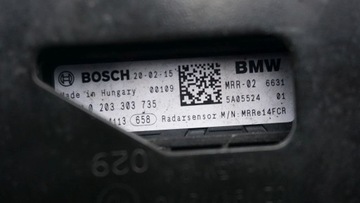 BOSCH 20-02-15 BMW
Made in Hungary 00109 MRR-02 6631
0 203 303 735 5A05524 01
4113 658 Radarsensor M/N:MRRe14FCR
029